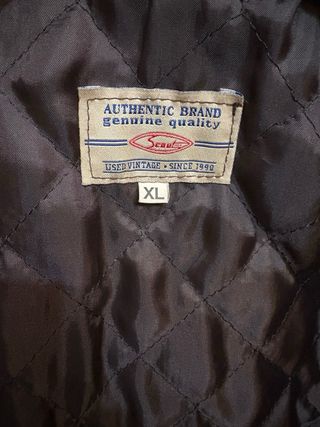 AUTHENTIC BRAND
genuine quality
Scout
USED VINTAGE • SINCE 1990
XL